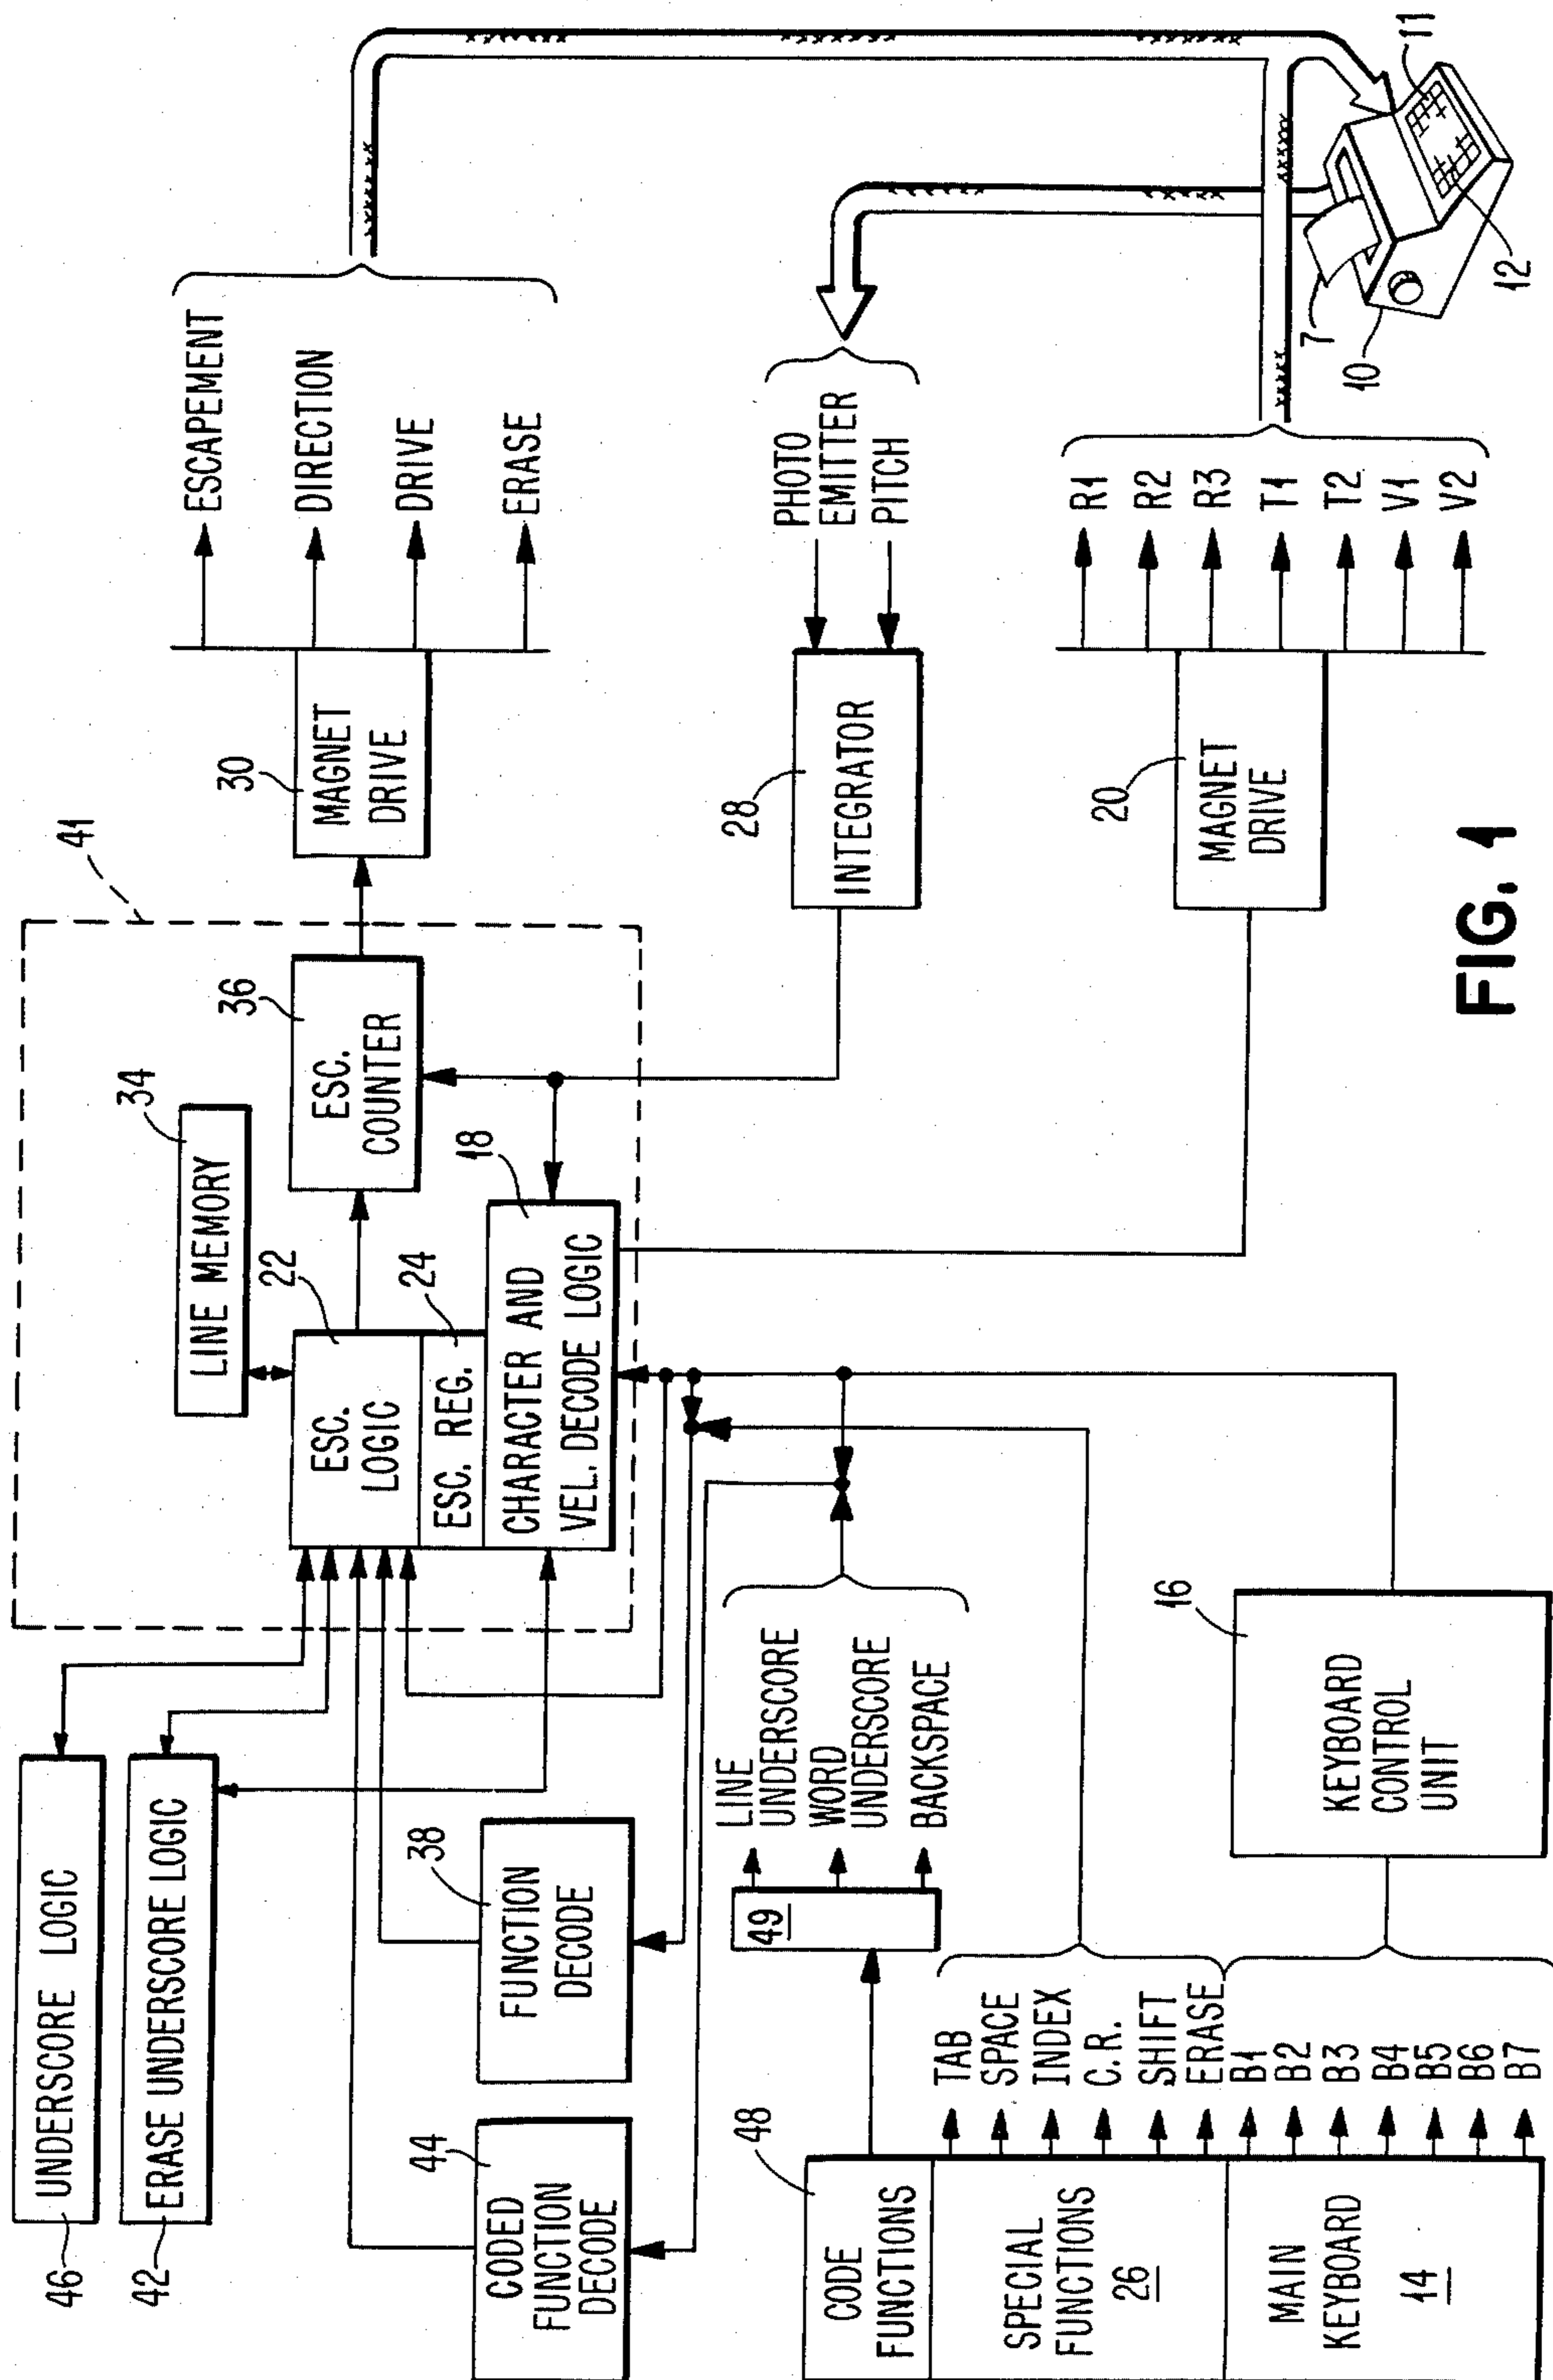 46
UNDERSCORE LOGIC
42
ERASE UNDERSCORE LOGIC
44
CODED
FUNCTION
DECODE
38
FUNCTION
DECODE
41
34
LINE MEMORY
22
ESC.
LOGIC
24
ESC. REG.
18
CHARACTER AND
VEL. DECODE LOGIC
36
ESC.
COUNTER
30
MAGNET
DRIVE
ESCAPEMENT
DIRECTION
DRIVE
ERASE
28
INTEGRATOR
PHOTO
EMITTER
PITCH
20
MAGNET
DRIVE
R1
R2
R3
T1
T2
V1
V2
7
10
11
12
48
CODE
FUNCTIONS
49
LINE
UNDERSCORE
WORD
UNDERSCORE
BACKSPACE
SPECIAL
FUNCTIONS
26
TAB
SPACE
INDEX
C.R.
SHIFT
ERASE
MAIN
KEYBOARD
14
B1
B2
B3
B4
B5
B6
B7
16
KEYBOARD
CONTROL
UNIT
FIG. 1